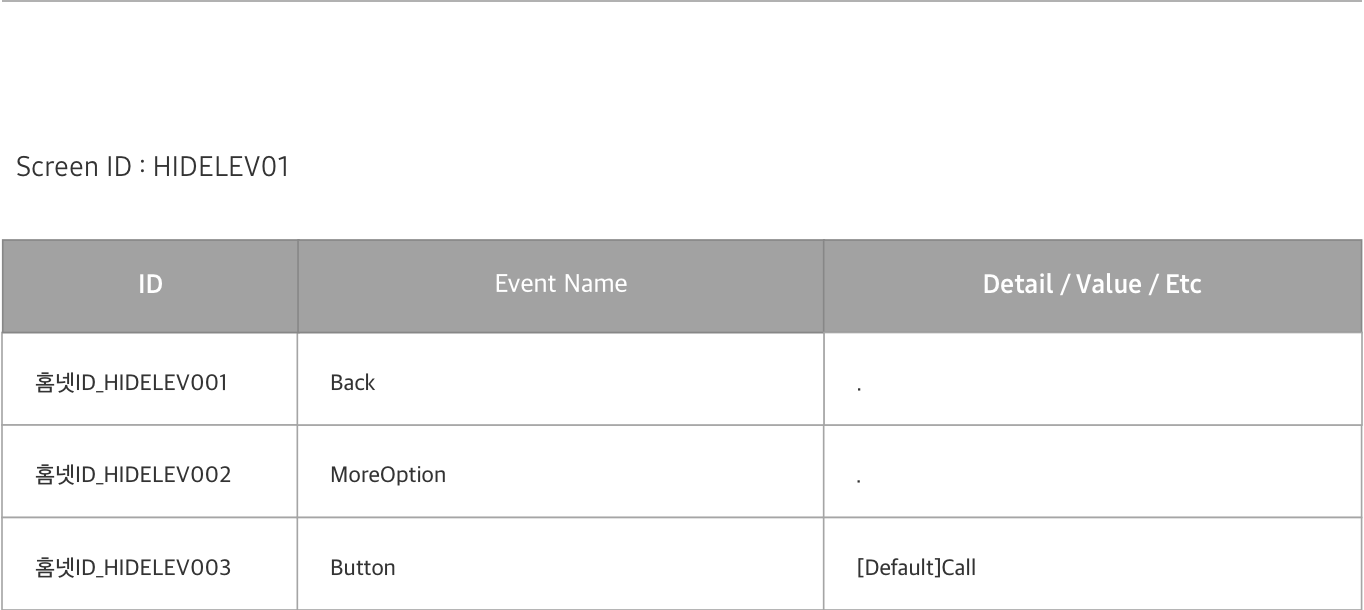 Screen ID : HIDELEV01
ID Event Name Detail / Value / Etc
홈넷ID_HIDELEV001 Back .
홈넷ID_HIDELEV002 MoreOption .
홈넷ID_HIDELEV003 Button [Default]Call